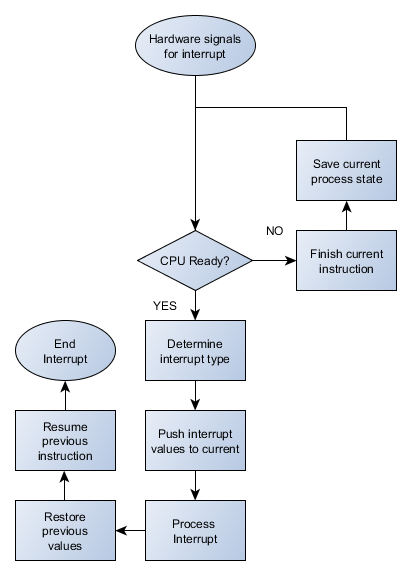 Hardware signals
for interrupt
Save current
process state
NO
CPU Ready?
Finish current
instruction
YES
End
Interrupt
Determine
interrupt type
Resume
previous
instruction
Push interrupt
values to current
Restore
previous
values
Process
Interrupt